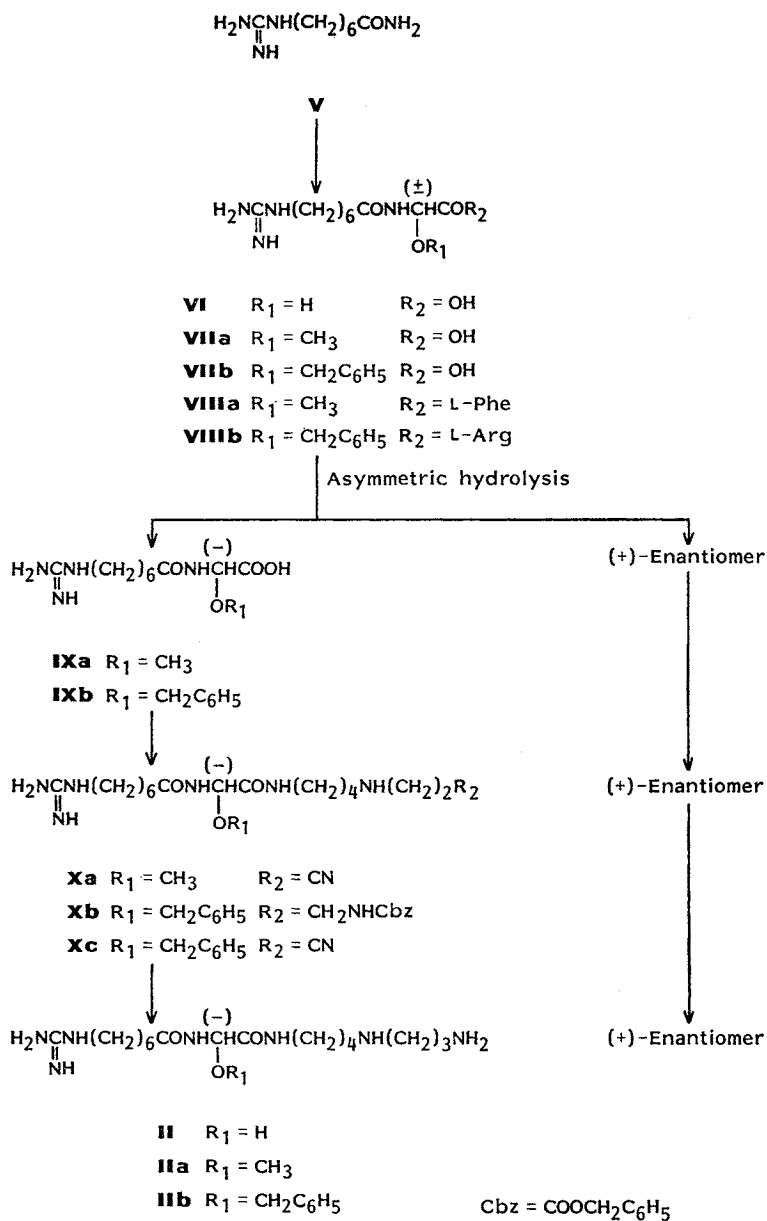 H2NCNH(CH2)6CONH2
NH
V
(±)
H2NCNH(CH2)6CONHCHCOR2
NH OR1
VI R1 = H R2 = OH
VIIa R1 = CH3 R2 = OH
VIIb R1 = CH2C6H5 R2 = OH
VIIIa R1 = CH3 R2 = L-Phe
VIIIb R1 = CH2C6H5 R2 = L-Arg
Asymmetric hydrolysis
(-)
H2NCNH(CH2)6CONHCHCOOH (+)-Enantiomer
NH OR1
IXa R1 = CH3
IXb R1 = CH2C6H5
(-)
H2NCNH(CH2)6CONHCHCONH(CH2)4NH(CH2)2R2 (+)-Enantiomer
NH OR1
Xa R1 = CH3 R2 = CN
Xb R1 = CH2C6H5 R2 = CH2NHCbz
Xc R1 = CH2C6H5 R2 = CN
(-)
H2NCNH(CH2)6CONHCHCONH(CH2)4NH(CH2)3NH2 (+)-Enantiomer
NH OR1
II R1 = H
IIa R1 = CH3
IIb R1 = CH2C6H5 Cbz = COOCH2C6H5